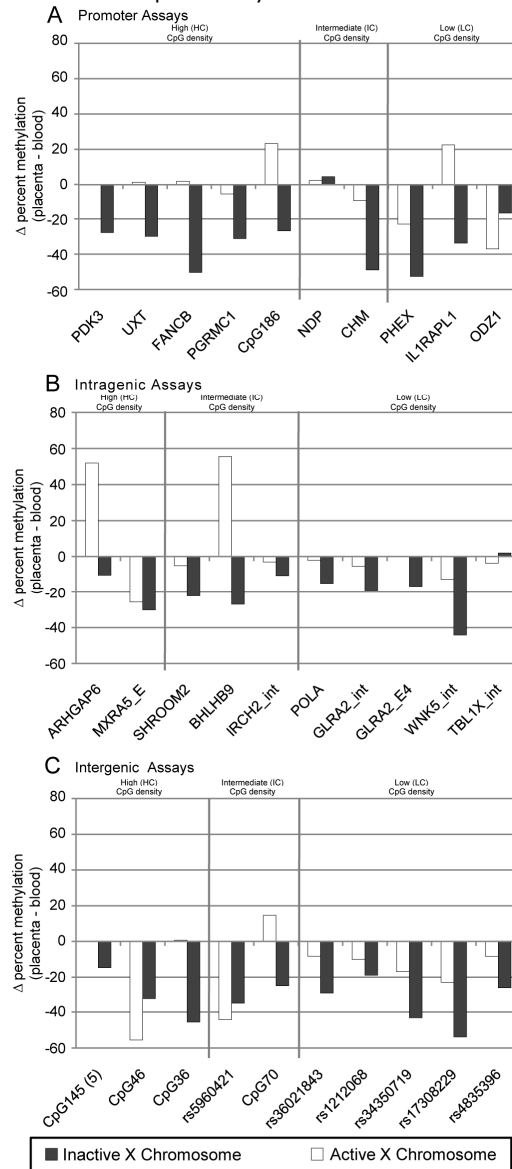 A Promoter Assays
High (HC)
CpG density
Intermediate (IC)
CpG density
Low (LC)
CpG density
80
60
40
20
0
-20
-40
-60
Δ percent methylation
(placenta - blood)
PDK3
UXT
FANCB
PGRMC1
CpG186
NDP
CHM
PHEX
IL1RAPL1
ODZ1
B Intragenic Assays
High (HC)
CpG density
Intermediate (IC)
CpG density
Low (LC)
CpG density
80
60
40
20
0
-20
-40
-60
Δ percent methylation
(placenta - blood)
ARHGAP6
MXRA5_E
SHROOM2
BHLHB9
IRCH2_int
POLA
GLRA2_int
GLRA2_E4
WNK5_int
TBL1X_int
C Intergenic Assays
High (HC)
CpG density
Intermediate (IC)
CpG density
Low (LC)
CpG density
80
60
40
20
0
-20
-40
-60
Δ percent methylation
(placenta - blood)
CpG145 (5)
CpG46
CpG36
rs5960421
CpG70
rs36021843
rs1212068
rs34350719
rs17308229
rs4835396
Inactive X Chromosome
Active X Chromosome